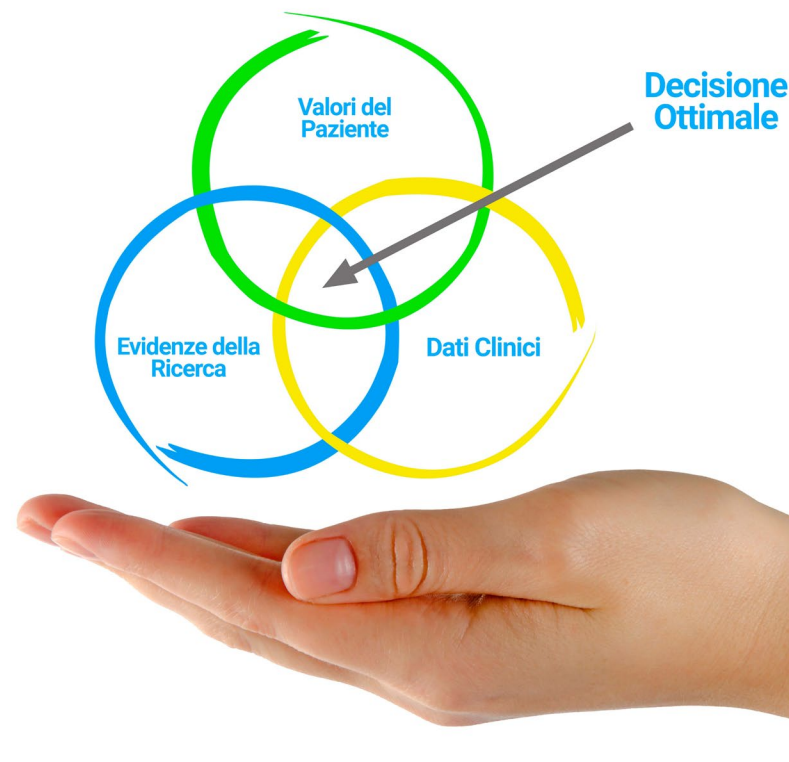 Valori del
Paziente
Decisione
Ottimale
Evidenze della
Ricerca
Dati Clinici